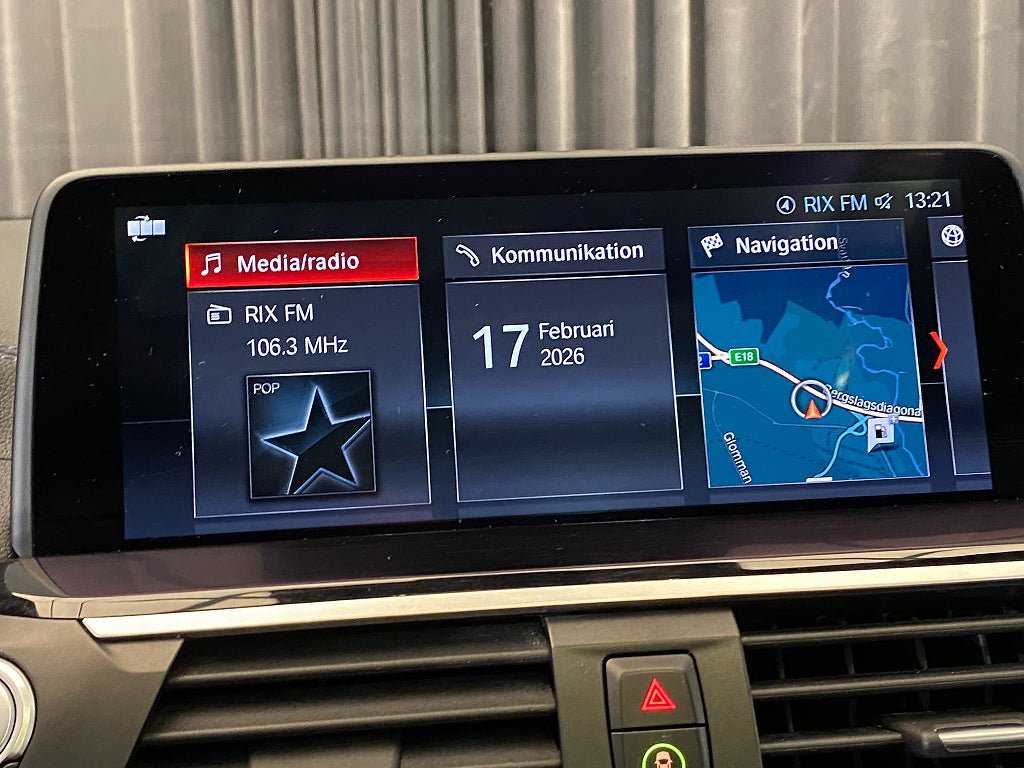 RIX FM 13:21
Media/radio
RIX FM
106.3 MHz
POP
Kommunikation
17 Februari
2026
Navigation
E18
Bergslagsdiagona
Glomman